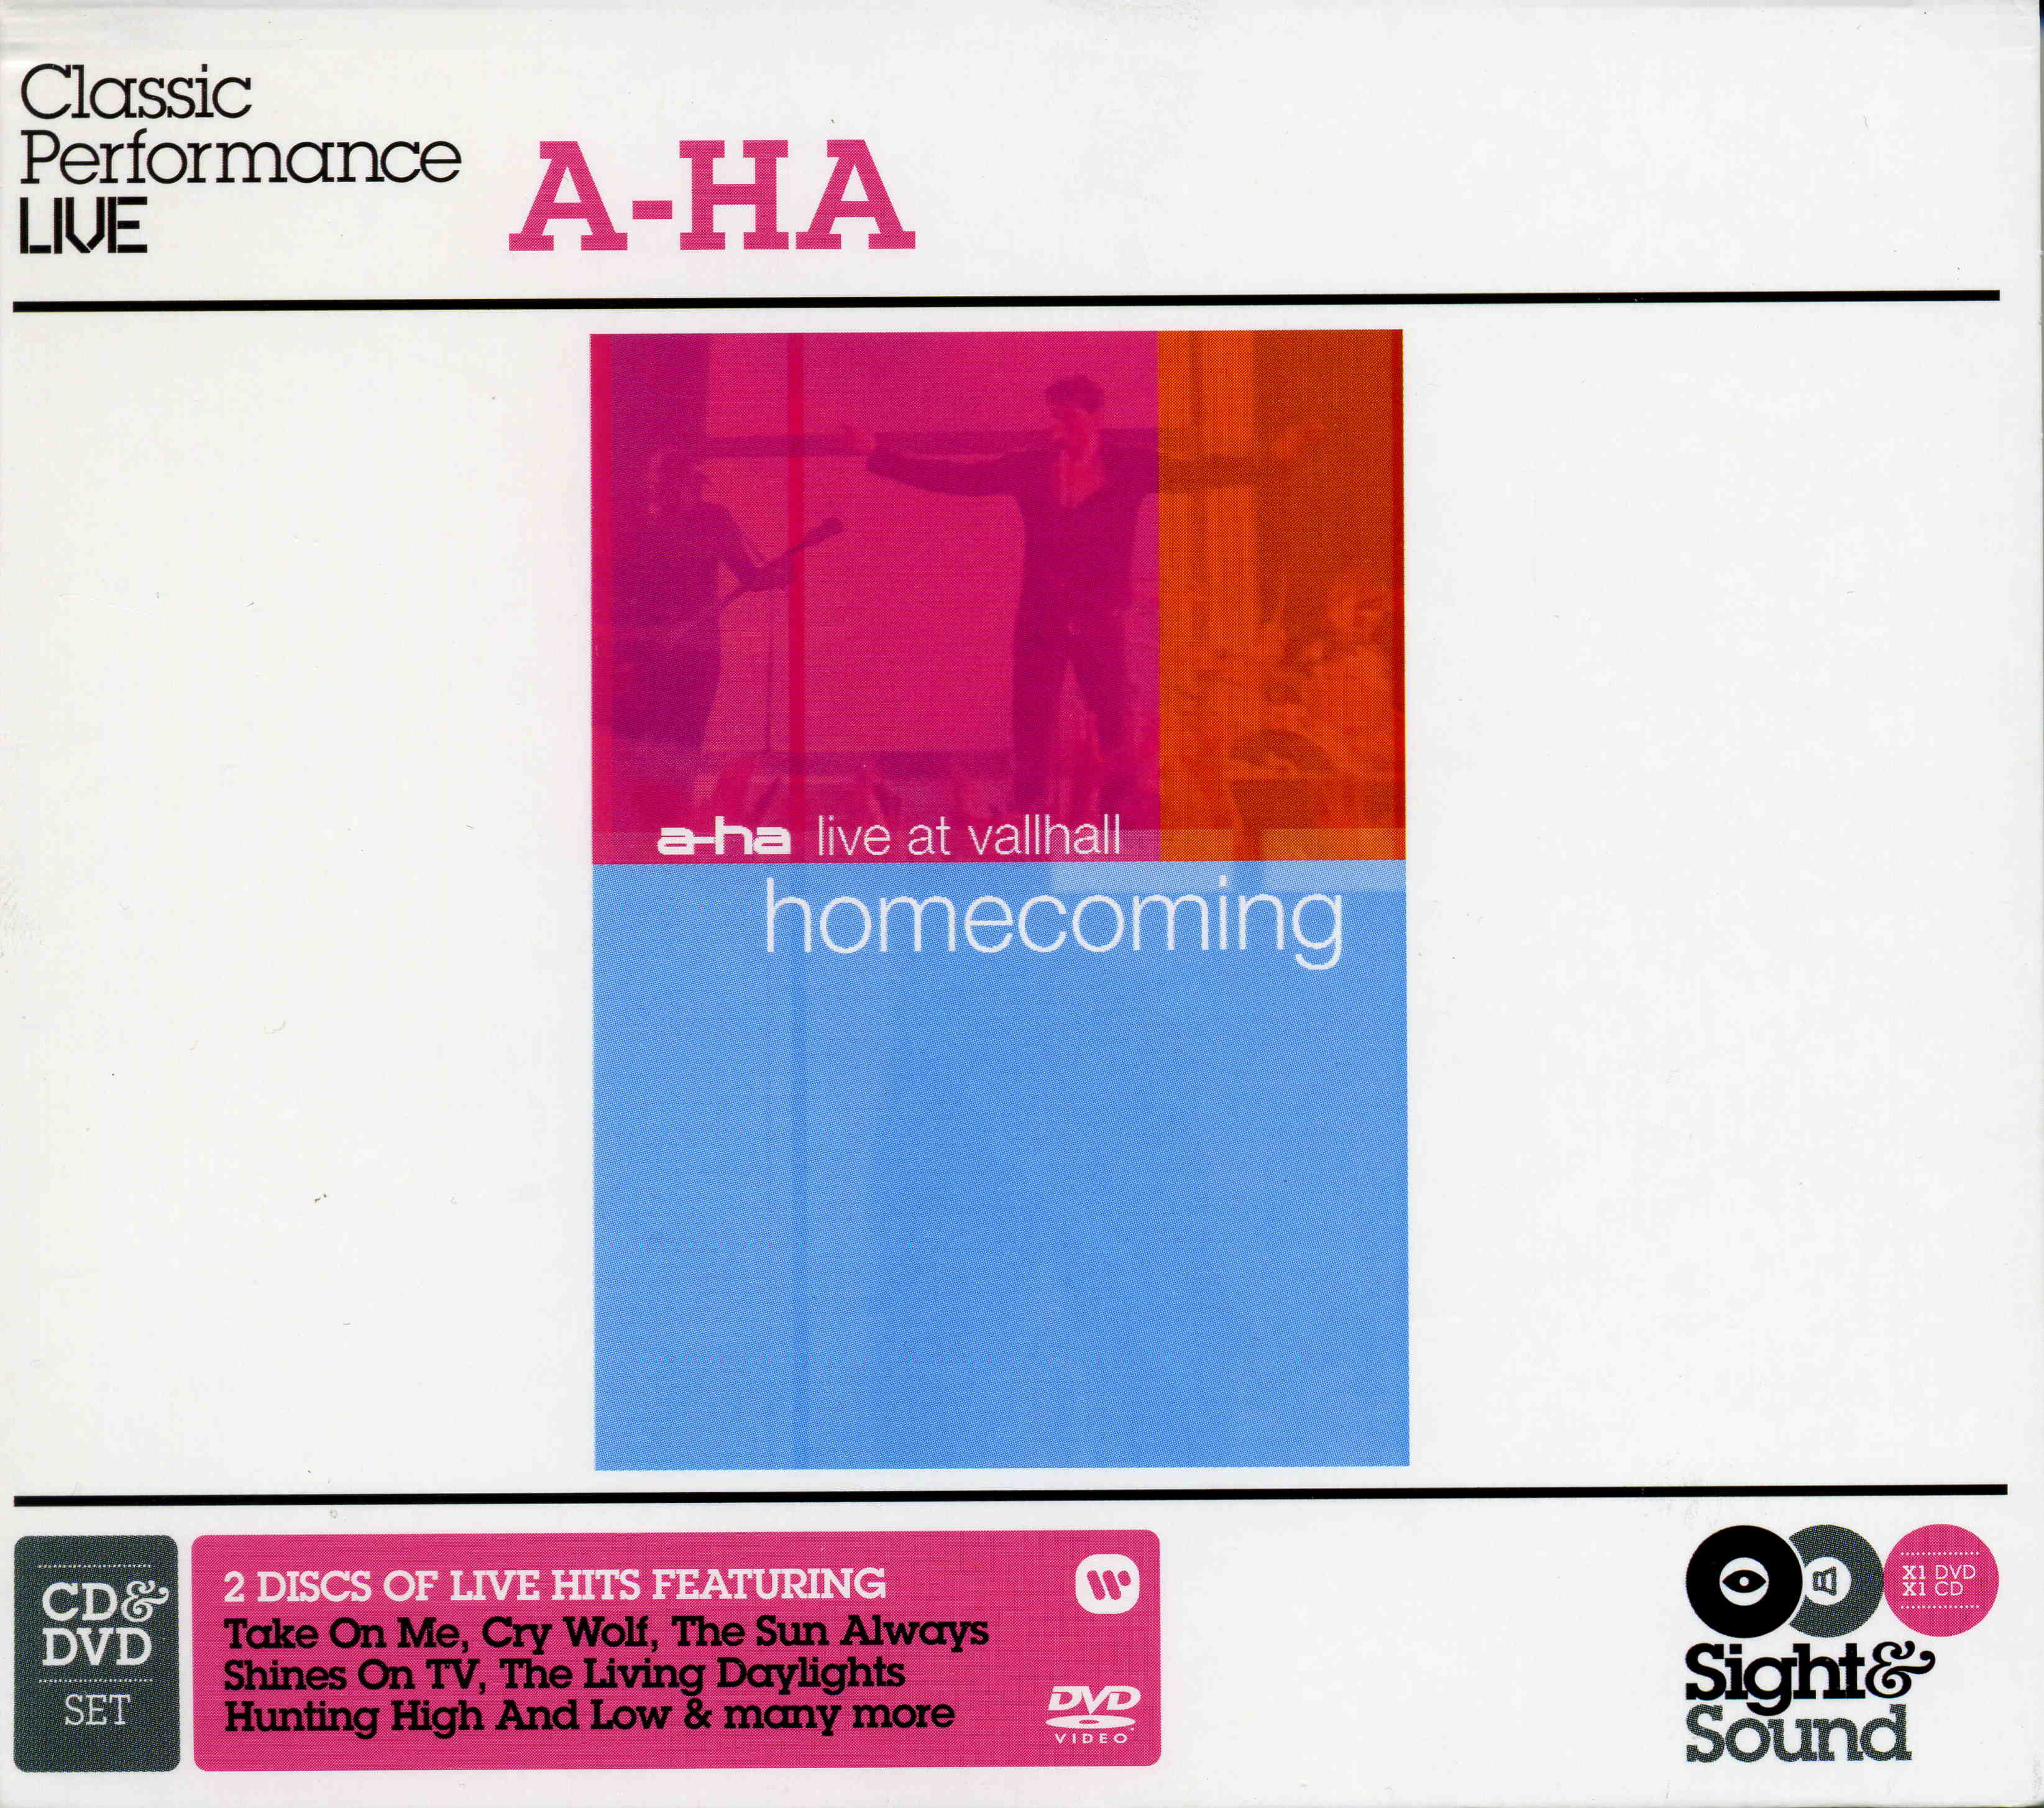 Classic
Performance
LIVE
A-HA
a-ha live at vallhall
homecoming
CD&
DVD
SET
2 DISCS OF LIVE HITS FEATURING
Take On Me, Cry Wolf, The Sun Always
Shines On TV, The Living Daylights
Hunting High And Low & many more
DVD
VIDEO
X1 DVD
X1 CD
Sight&
Sound